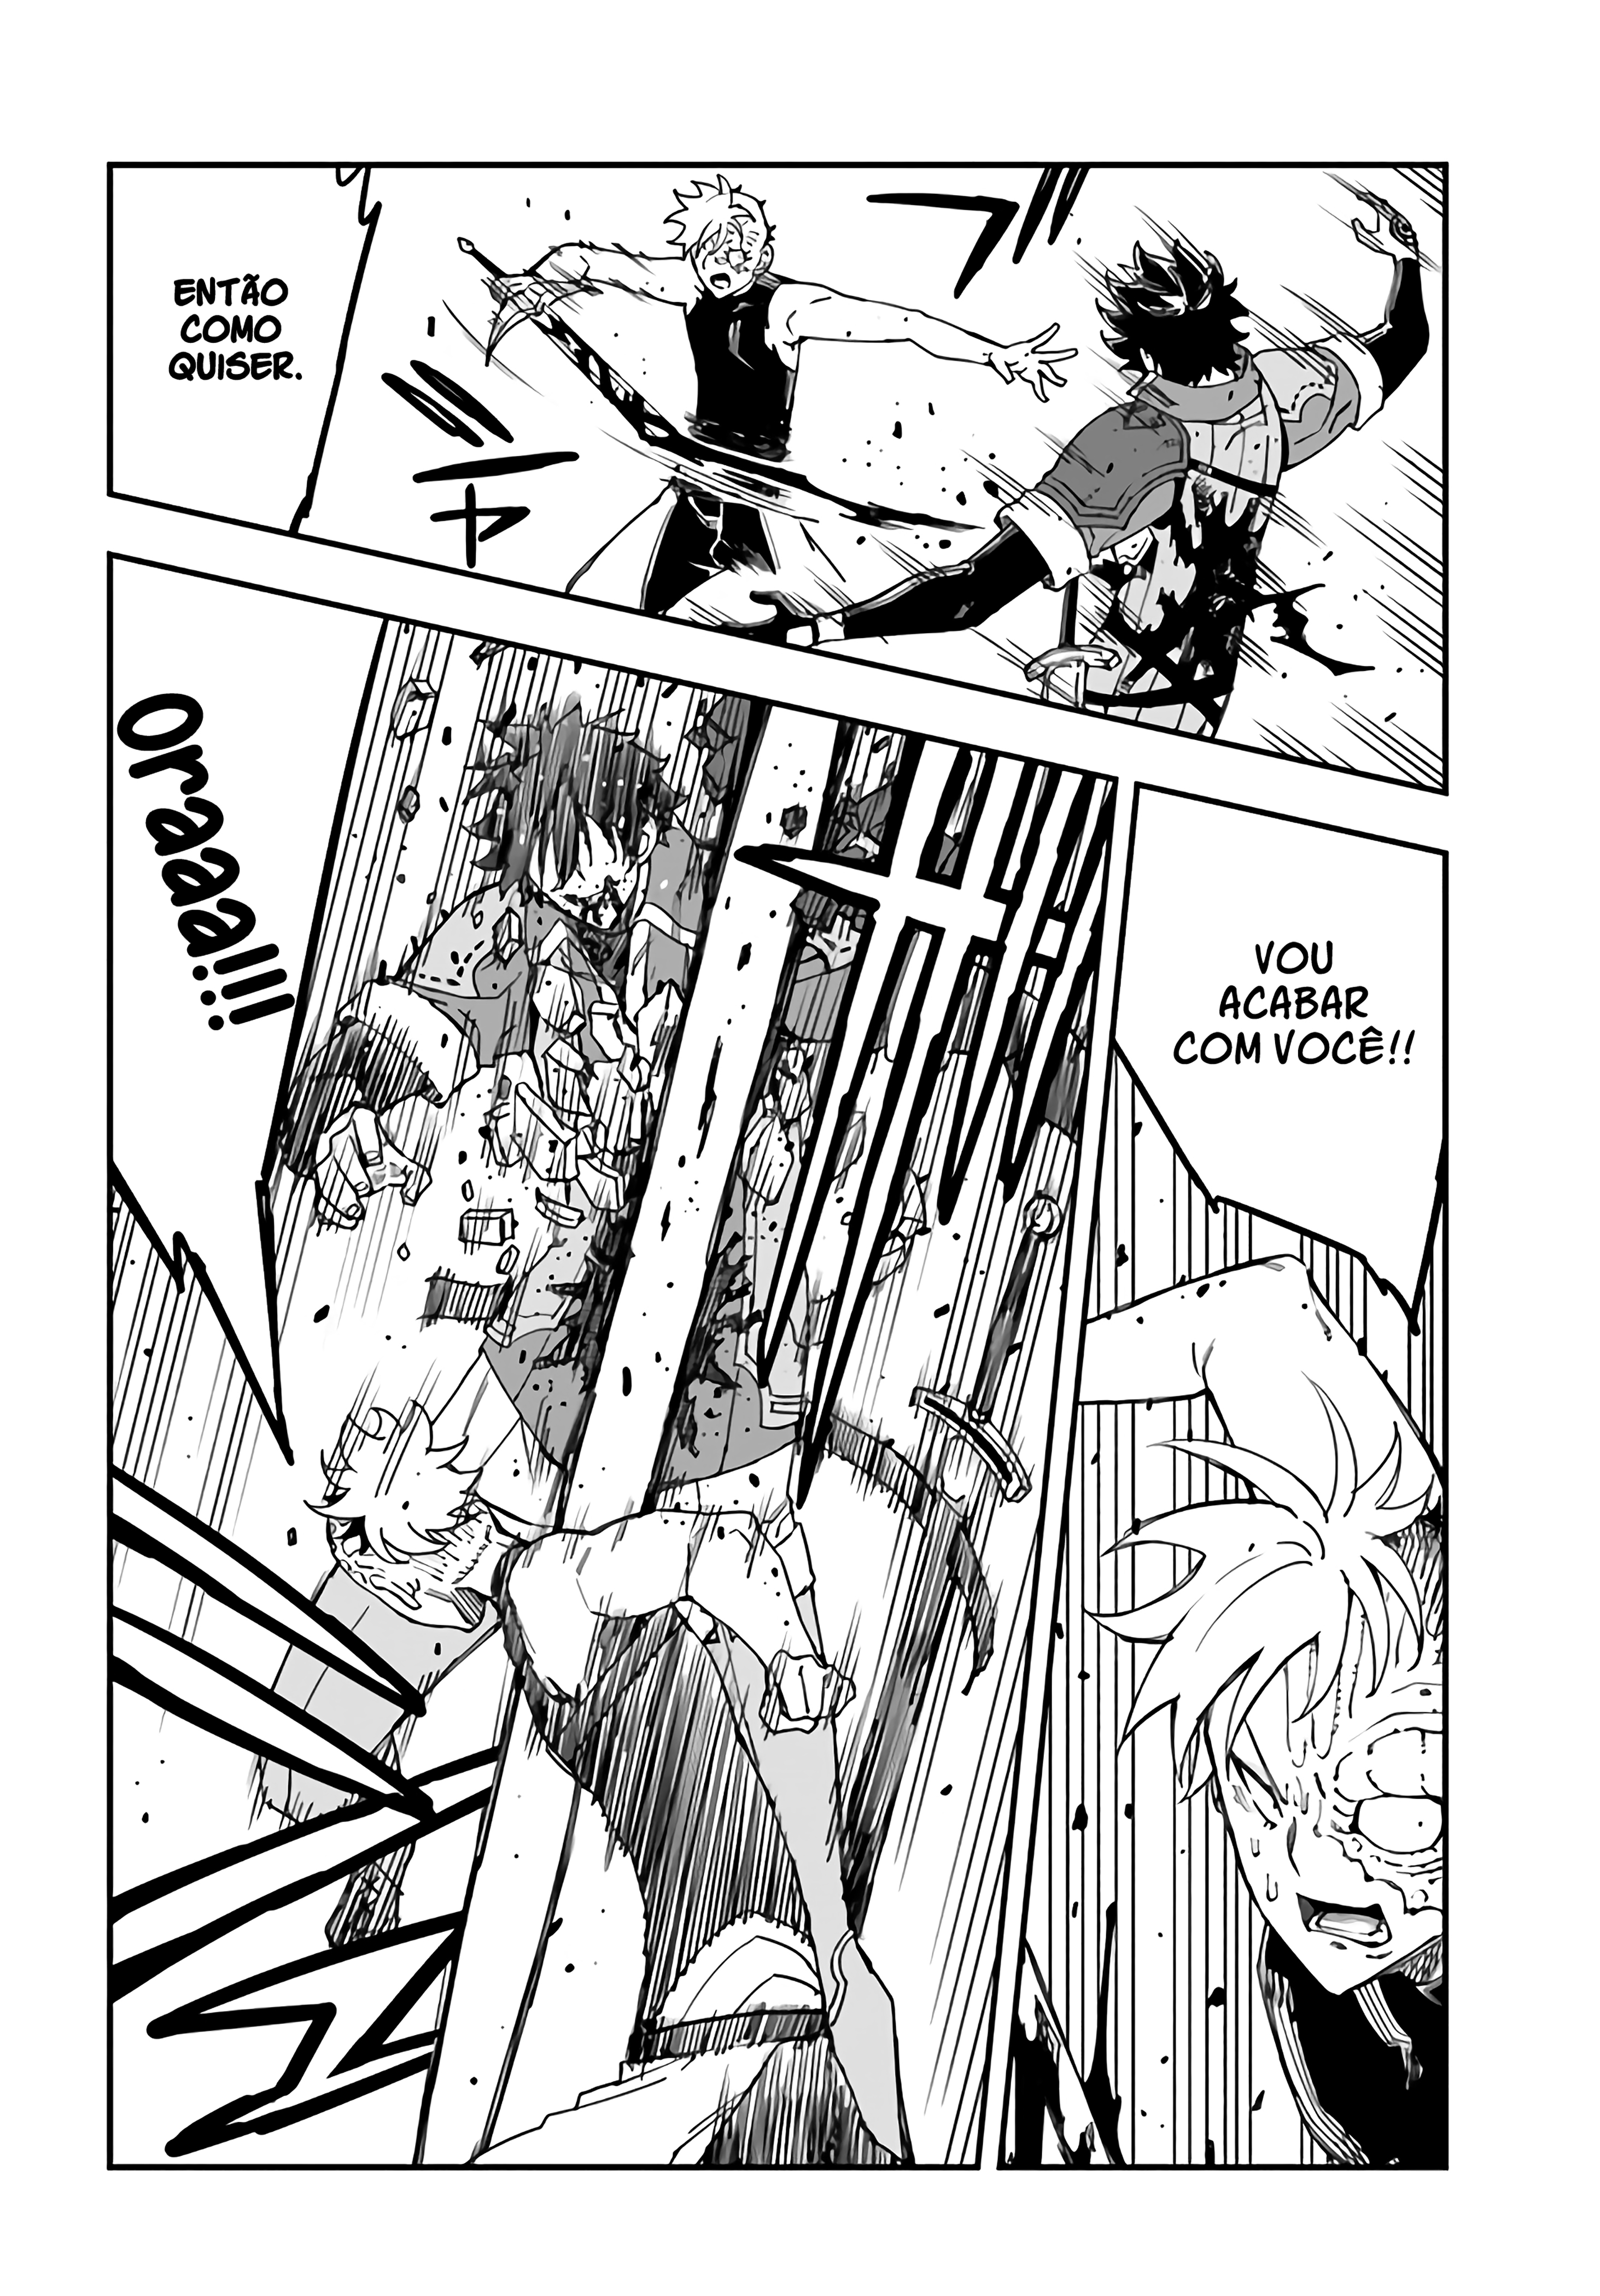 ENTÃO
COMO
QUISER.
VOU
ACABAR
COM VOCÊ!!
oraaa!!!